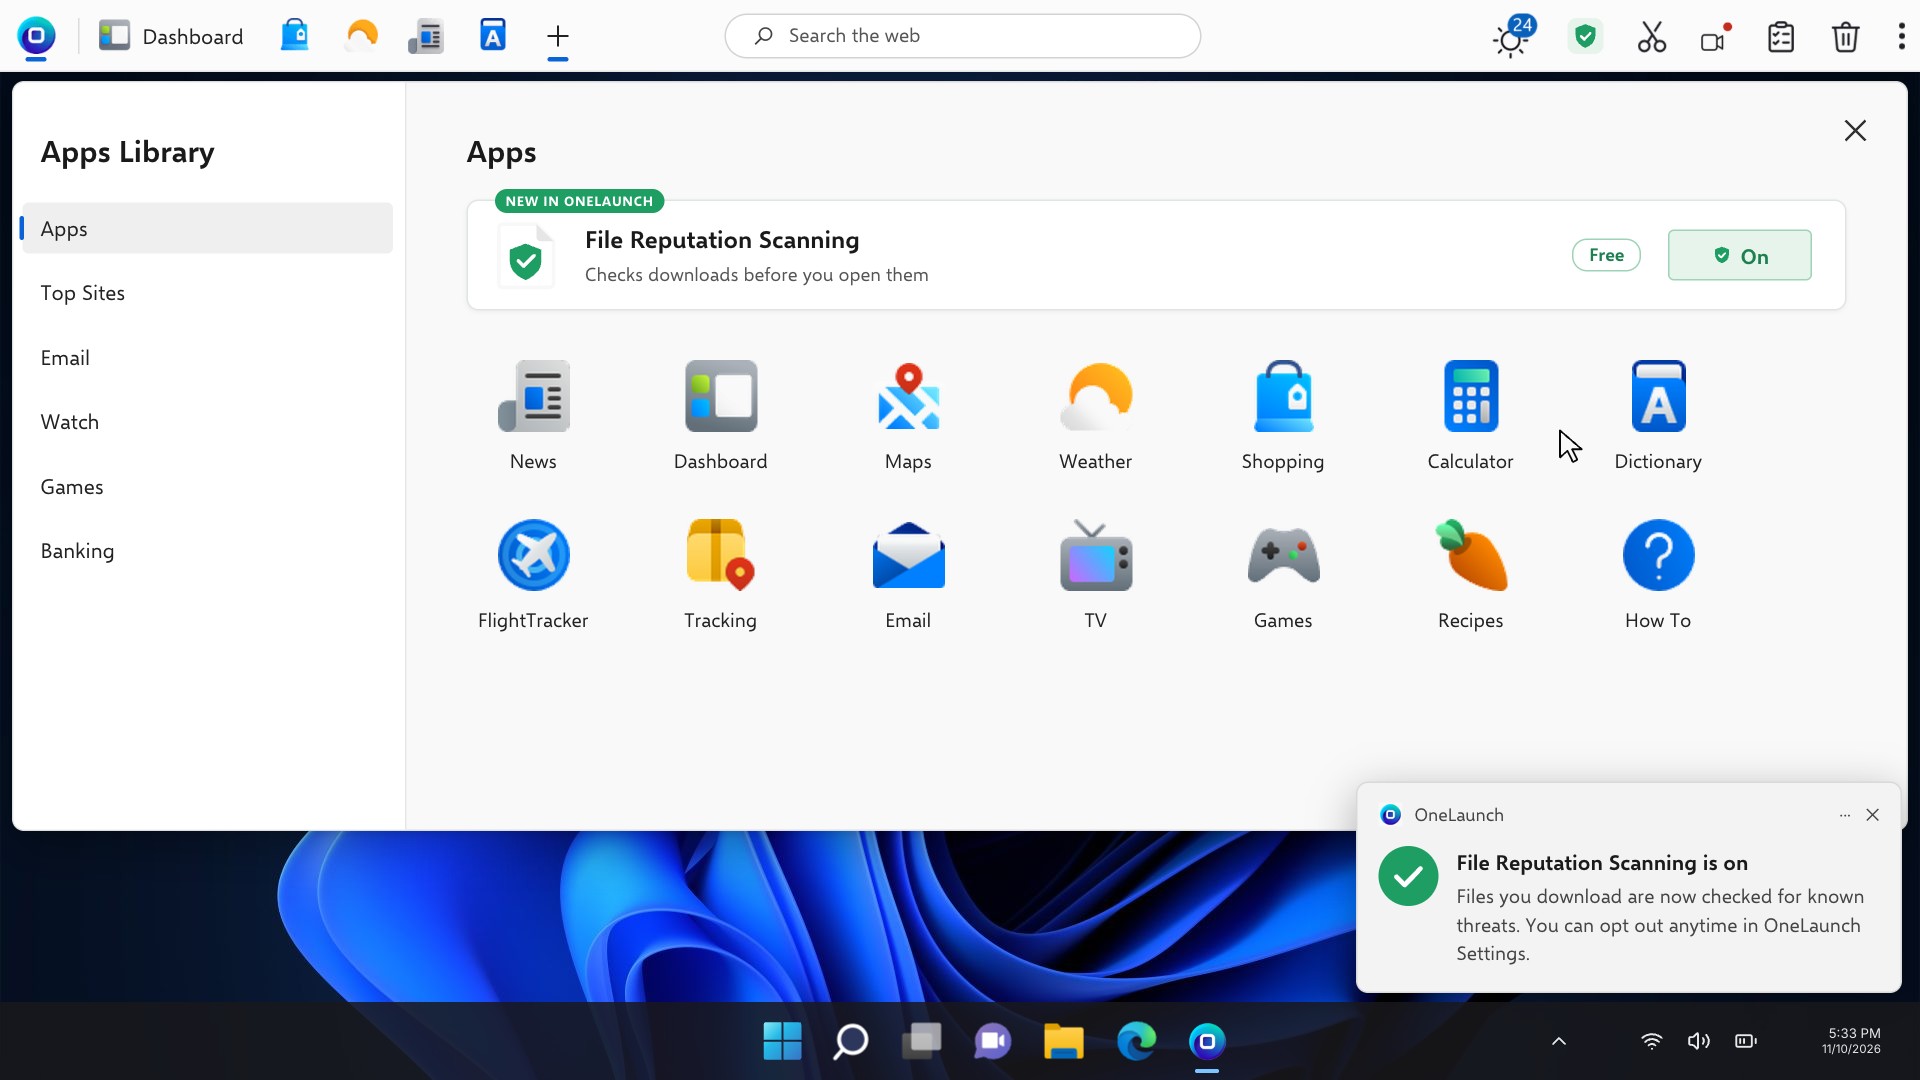 Dashboard
Search the web
24
Apps Library
Apps
Top Sites
Email
Watch
Games
Banking
Apps
NEW IN ONELAUNCH
File Reputation Scanning
Checks downloads before you open them
Free
On
News
Dashboard
Maps
Weather
Shopping
Calculator
Dictionary
FlightTracker
Tracking
Email
TV
Games
Recipes
How To
OneLaunch
File Reputation Scanning is on
Files you download are now checked for known
threats. You can opt out anytime in OneLaunch
Settings.
5:33 PM
11/10/2026